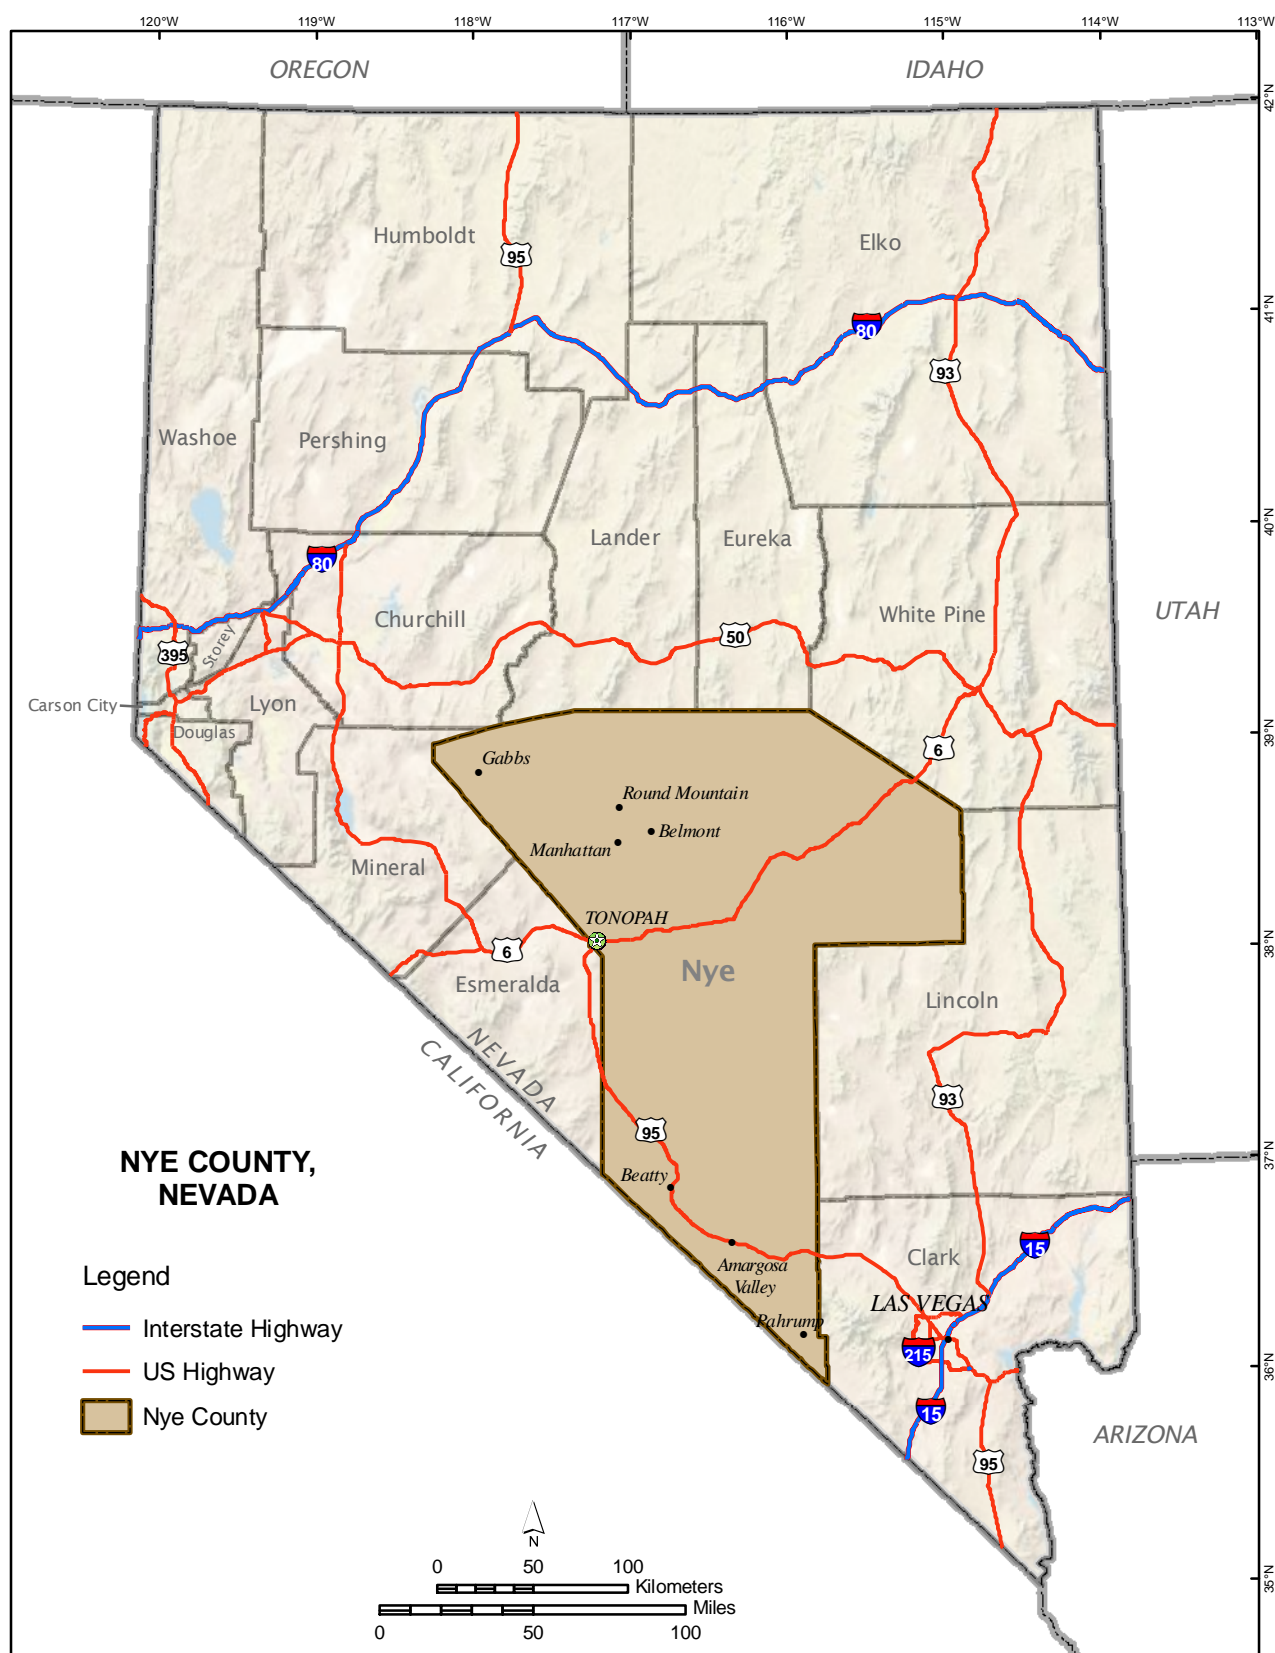 120°W
119°W
118°W
117°W
116°W
115°W
114°W
113°W
OREGON
IDAHO
42°N
Humboldt
Elko
95
41°N
80
93
Washoe
Pershing
40°N
Lander
Eureka
80
Churchill
White Pine
UTAH
50
395
Storey
Carson City
Lyon
Douglas
39°N
6
Gabbs
Round Mountain
Belmont
Manhattan
Mineral
TONOPAH
38°N
6
Nye
Esmeralda
Lincoln
NEVADA
CALIFORNIA
93
95
37°N
NYE COUNTY,
NEVADA
Beatty
15
Clark
Amargosa
Valley
Legend
LAS VEGAS
Pahrump
Interstate Highway
215
36°N
US Highway
Nye County
15
ARIZONA
95
N
0 50 100
Kilometers
35°N
Miles
0 50 100